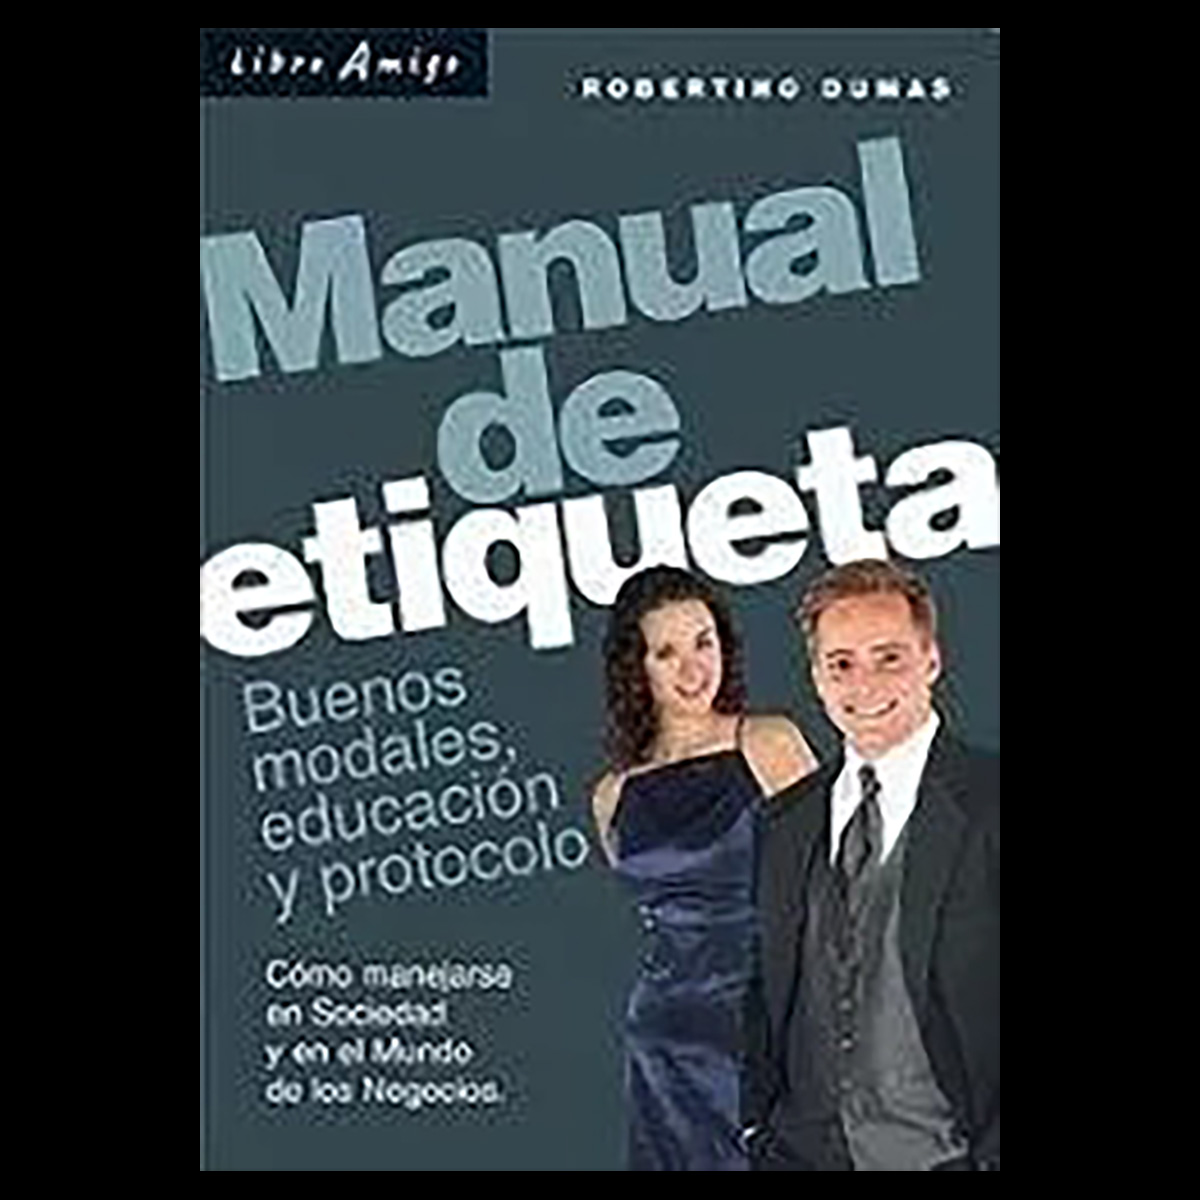 Libro Amigo
ROBERTINO DUMAS
Manual
de
etiqueta
Buenos
modales,
educación
y protocolo
Cómo manejarse
en Sociedad
y en el Mundo
de los Negocios.